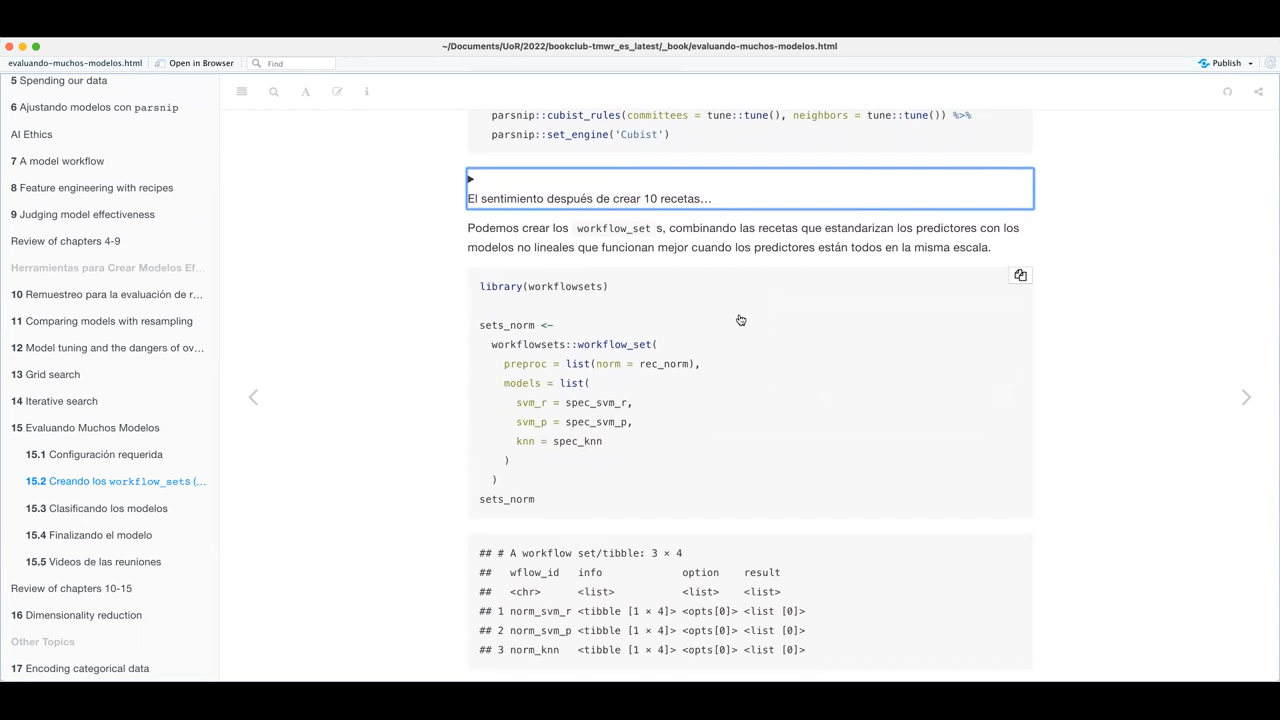 ~/Documents/UoR/2022/bookclub-tmwr_es_latest/_book/evaluando-muchos-modelos.html
evaluando-muchos-modelos.html
Open in Browser
Find
Publish
5 Spending our data
6 Ajustando modelos con parsnip
AI Ethics
7 A model workflow
8 Feature engineering with recipes
9 Judging model effectiveness
Review of chapters 4-9
Herramientas para Crear Modelos Ef...
10 Remuestreo para la evaluación de r...
11 Comparing models with resampling
12 Model tuning and the dangers of ov...
13 Grid search
14 Iterative search
15 Evaluando Muchos Modelos
15.1 Configuración requerida
15.2 Creando los workflow_sets (...
15.3 Clasificando los modelos
15.4 Finalizando el modelo
15.5 Videos de las reuniones
Review of chapters 10-15
16 Dimensionality reduction
Other Topics
17 Encoding categorical data
parsnip::cubist_rules(committees = tune::tune(), neighbors = tune::tune()) %>%
parsnip::set_engine('Cubist')
El sentimiento después de crear 10 recetas…
Podemos crear los workflow_set s, combinando las recetas que estandarizan los predictores con los
modelos no lineales que funcionan mejor cuando los predictores están todos en la misma escala.
library(workflowsets)
sets_norm <-
workflowsets::workflow_set(
preproc = list(norm = rec_norm),
models = list(
svm_r = spec_svm_r,
svm_p = spec_svm_p,
knn = spec_knn
)
)
sets_norm
## # A workflow set/tibble: 3 × 4
##   wflow_id   info             option    result
##   <chr>      <list>           <list>    <list>
## 1 norm_svm_r <tibble [1 × 4]> <opts[0]> <list [0]>
## 2 norm_svm_p <tibble [1 × 4]> <opts[0]> <list [0]>
## 3 norm_knn   <tibble [1 × 4]> <opts[0]> <list [0]>